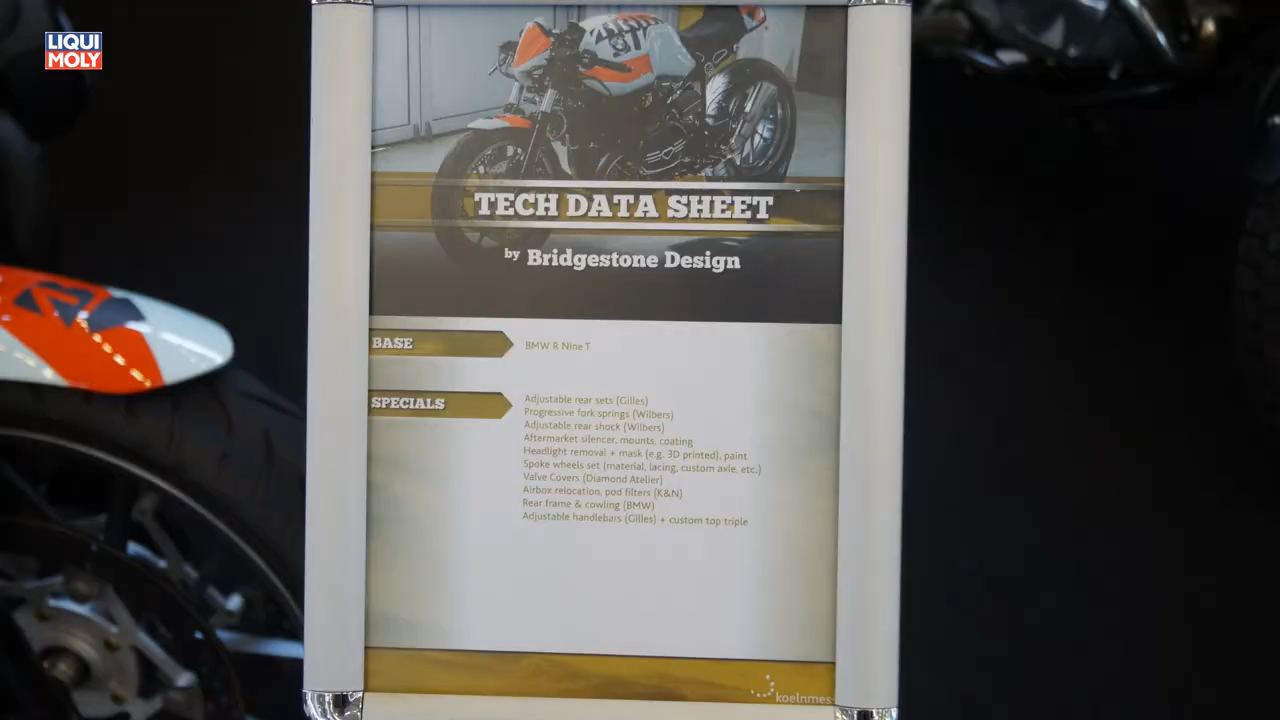 LIQUI
MOLY
TECH DATA SHEET
by Bridgestone Design
BASE
BMW R Nine T
SPECIALS
Adjustable rear sets (Gilles)
Progressive fork springs (Wilbers)
Adjustable rear shock (Wilbers)
Aftermarket silencer, mounts, coating
Headlight removal + mask (e.g. 3D printed), paint
Spoke wheels set (material, lacing, custom axle, etc.)
Valve Covers (Diamond Atelier)
Airbox relocation, pod filters (K&N)
Rear frame & cowling (BMW)
Adjustable handlebars (Gilles) + custom top triple
koelnmes